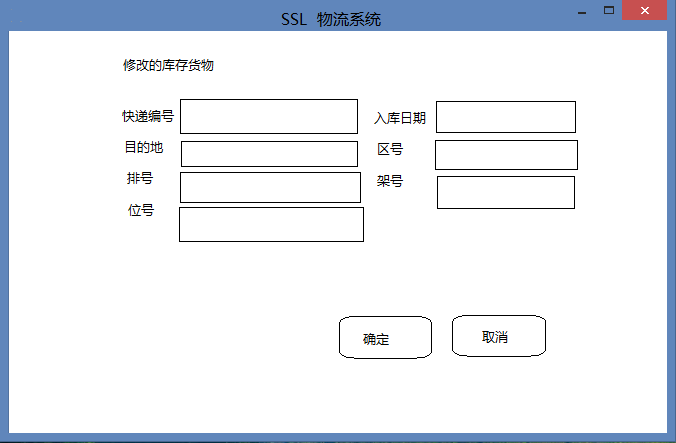 SSL 物流系统
修改的库存货物
快递编号
入库日期
目的地
区号
排号
架号
位号
确定
取消